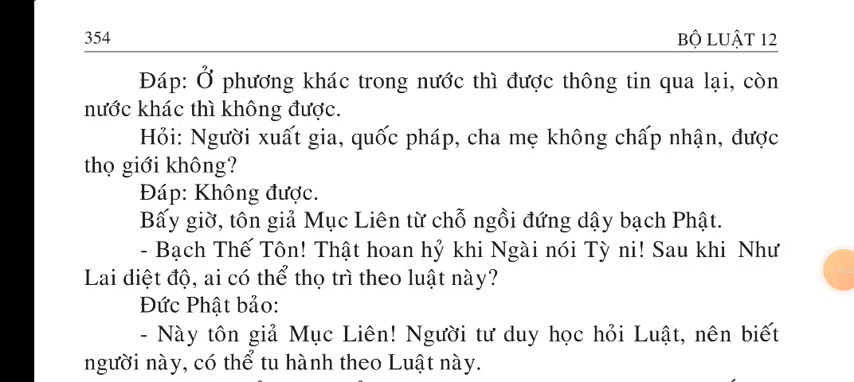 354 BỘ LUẬT 12
Đáp: Ở phương khác trong nước thì được thông tin qua lại, còn
nước khác thì không được.
Hỏi: Người xuất gia, quốc pháp, cha mẹ không chấp nhận, được
thọ giới không?
Đáp: Không được.
Bấy giờ, tôn giả Mục Liên từ chỗ ngồi đứng dậy bạch Phật.
- Bạch Thế Tôn! Thật hoan hỷ khi Ngài nói Tỳ ni! Sau khi Như
Lai diệt độ, ai có thể thọ trì theo luật này?
Đức Phật bảo:
- Này tôn giả Mục Liên! Người tư duy học hỏi Luật, nên biết
người này, có thể tu hành theo Luật này.